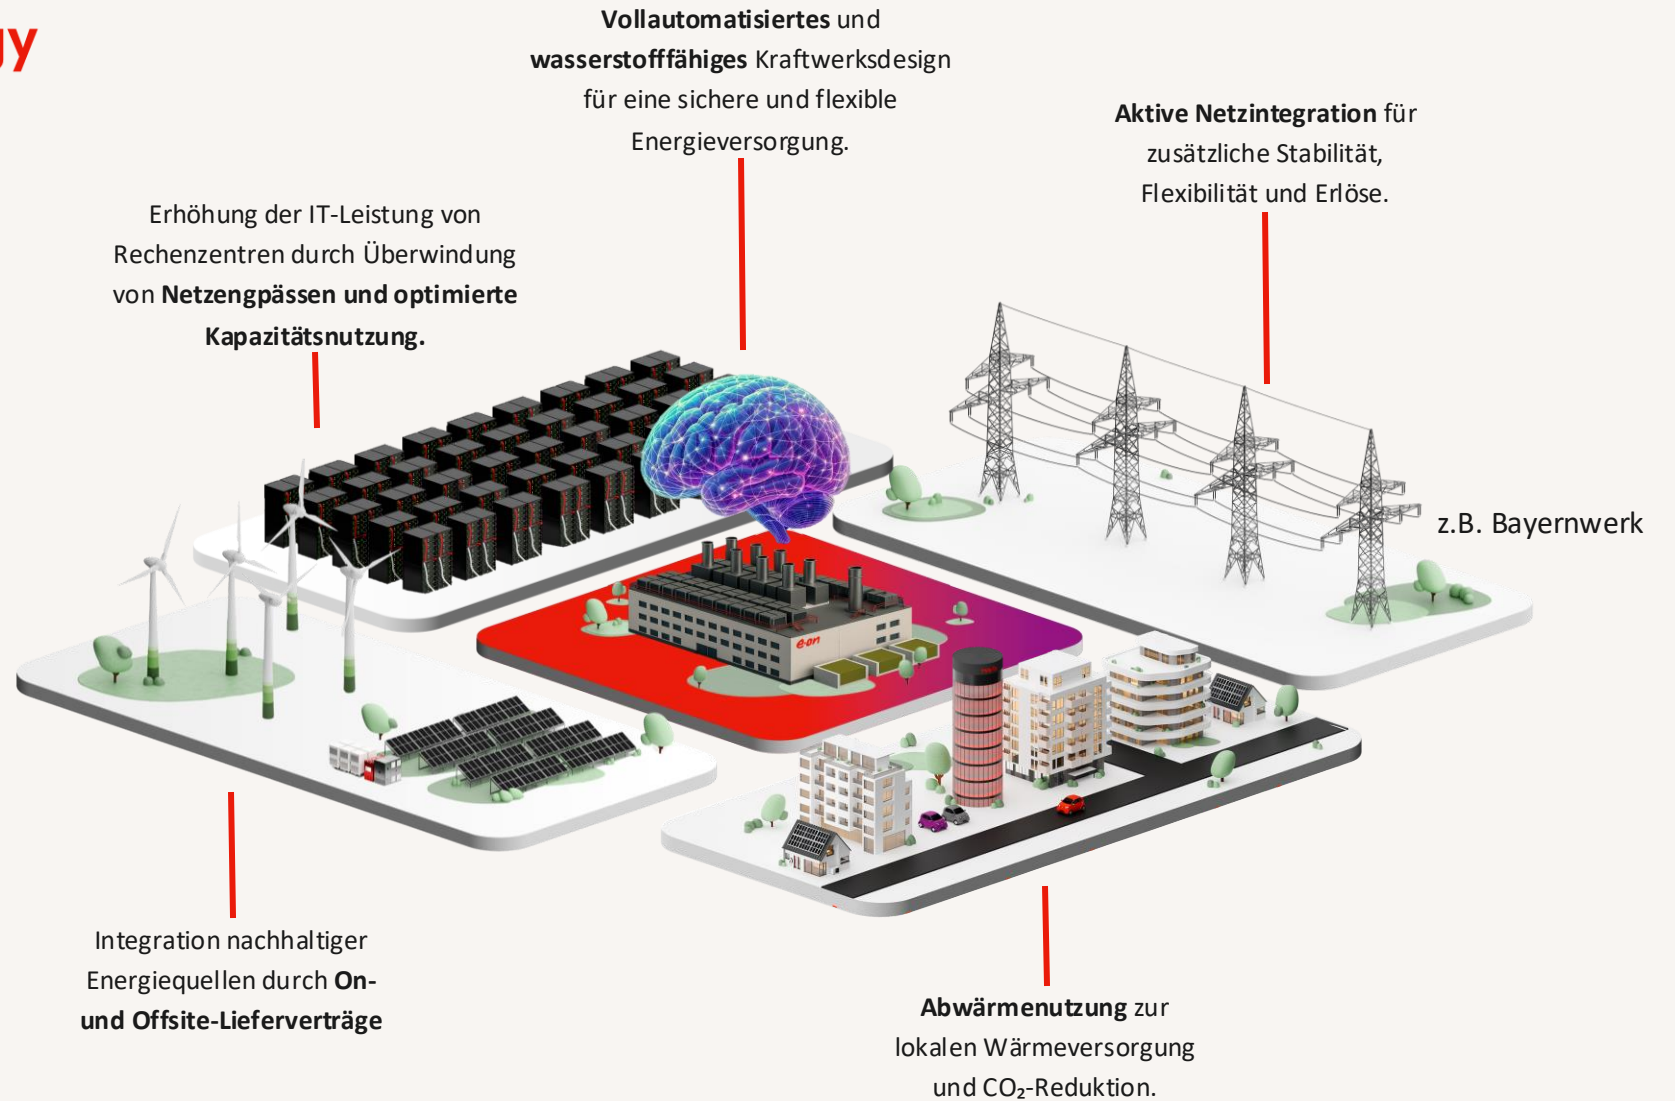 gy
Vollautomatisiertes und
wasserstofffähiges Kraftwerksdesign
für eine sichere und flexible
Energieversorgung.
Aktive Netzintegration für
zusätzliche Stabilität,
Flexibilität und Erlöse.
Erhöhung der IT-Leistung von
Rechenzentren durch Überwindung
von Netzengpässen und optimierte
Kapazitätsnutzung.
z.B. Bayernwerk
e·on
Integration nachhaltiger
Energiequellen durch On-
und Offsite-Lieferverträge
Abwärmenutzung zur
lokalen Wärmeversorgung
und CO₂-Reduktion.